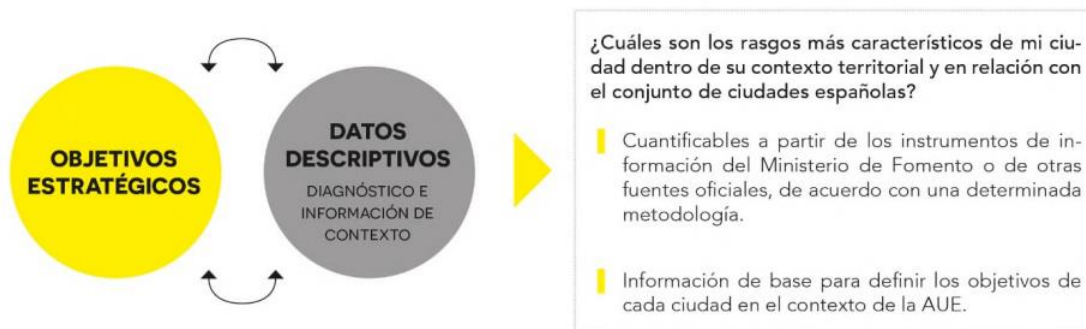 OBJETIVOS
ESTRATÉGICOS
DATOS
DESCRIPTIVOS
DIAGNÓSTICO E
INFORMACIÓN DE
CONTEXTO
¿Cuáles son los rasgos más característicos de mi ciu-
dad dentro de su contexto territorial y en relación con
el conjunto de ciudades españolas?
Cuantificables a partir de los instrumentos de in-
formación del Ministerio de Fomento o de otras
fuentes oficiales, de acuerdo con una determinada
metodología.
Información de base para definir los objetivos de
cada ciudad en el contexto de la AUE.